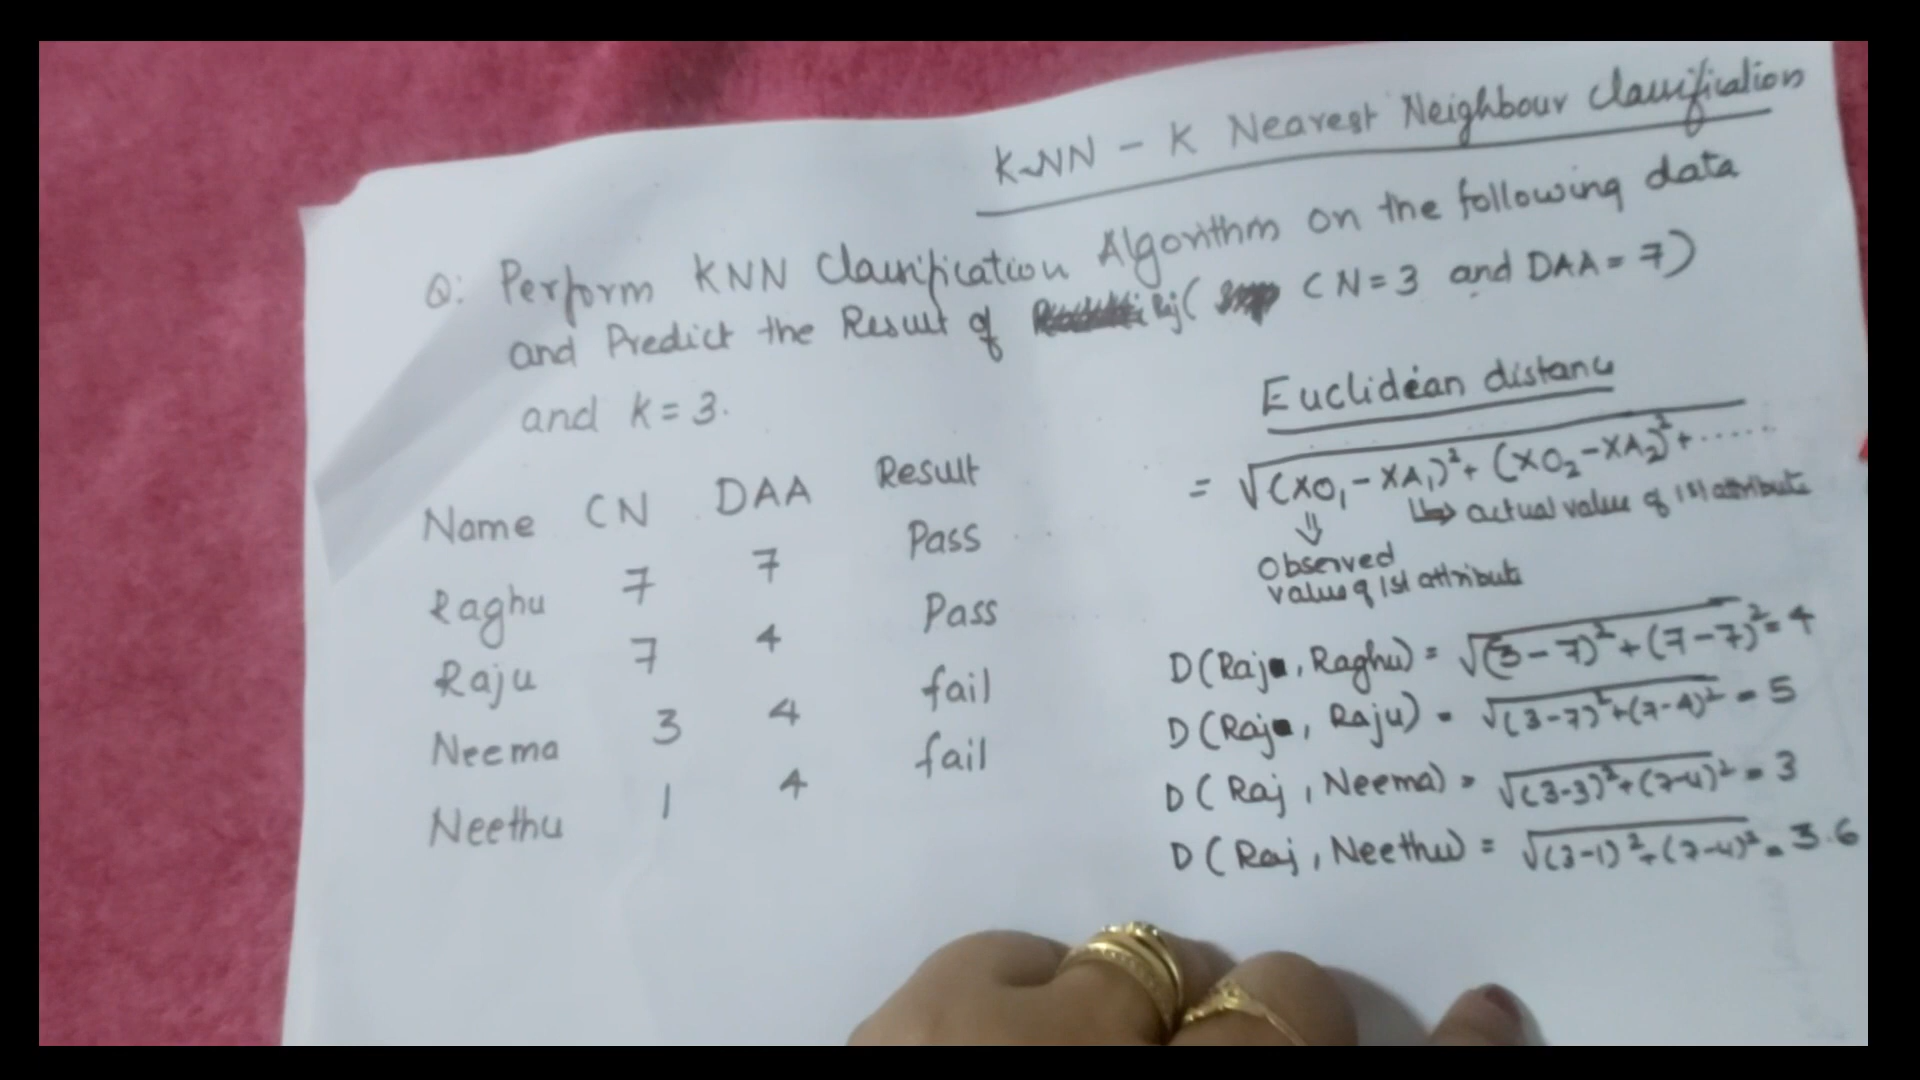 KNN - K Nearest Neighbour Classification
Q: Perform KNN Classification Algorithm on the following data
and Predict the Result of Raj ( CN=3 and DAA=7)
and K=3.
Name CN DAA Result
Raghu 7 7 Pass
Raju 7 4 Pass
Neema 3 4 fail
Neethu 1 4 fail
Euclidean distance
= √(XO₁-XA₁)²+(XO₂-XA₂)²+......
↳ actual value of 1st attribute
⇓
Observed
value of 1st attribute
D(Raj, Raghu) = √(3-7)²+(7-7)² = 4
D(Raj, Raju) = √(3-7)²+(7-4)² = 5
D(Raj, Neema) = √(3-3)²+(7-4)² = 3
D(Raj, Neethu) = √(3-1)²+(7-4)² = 3.6